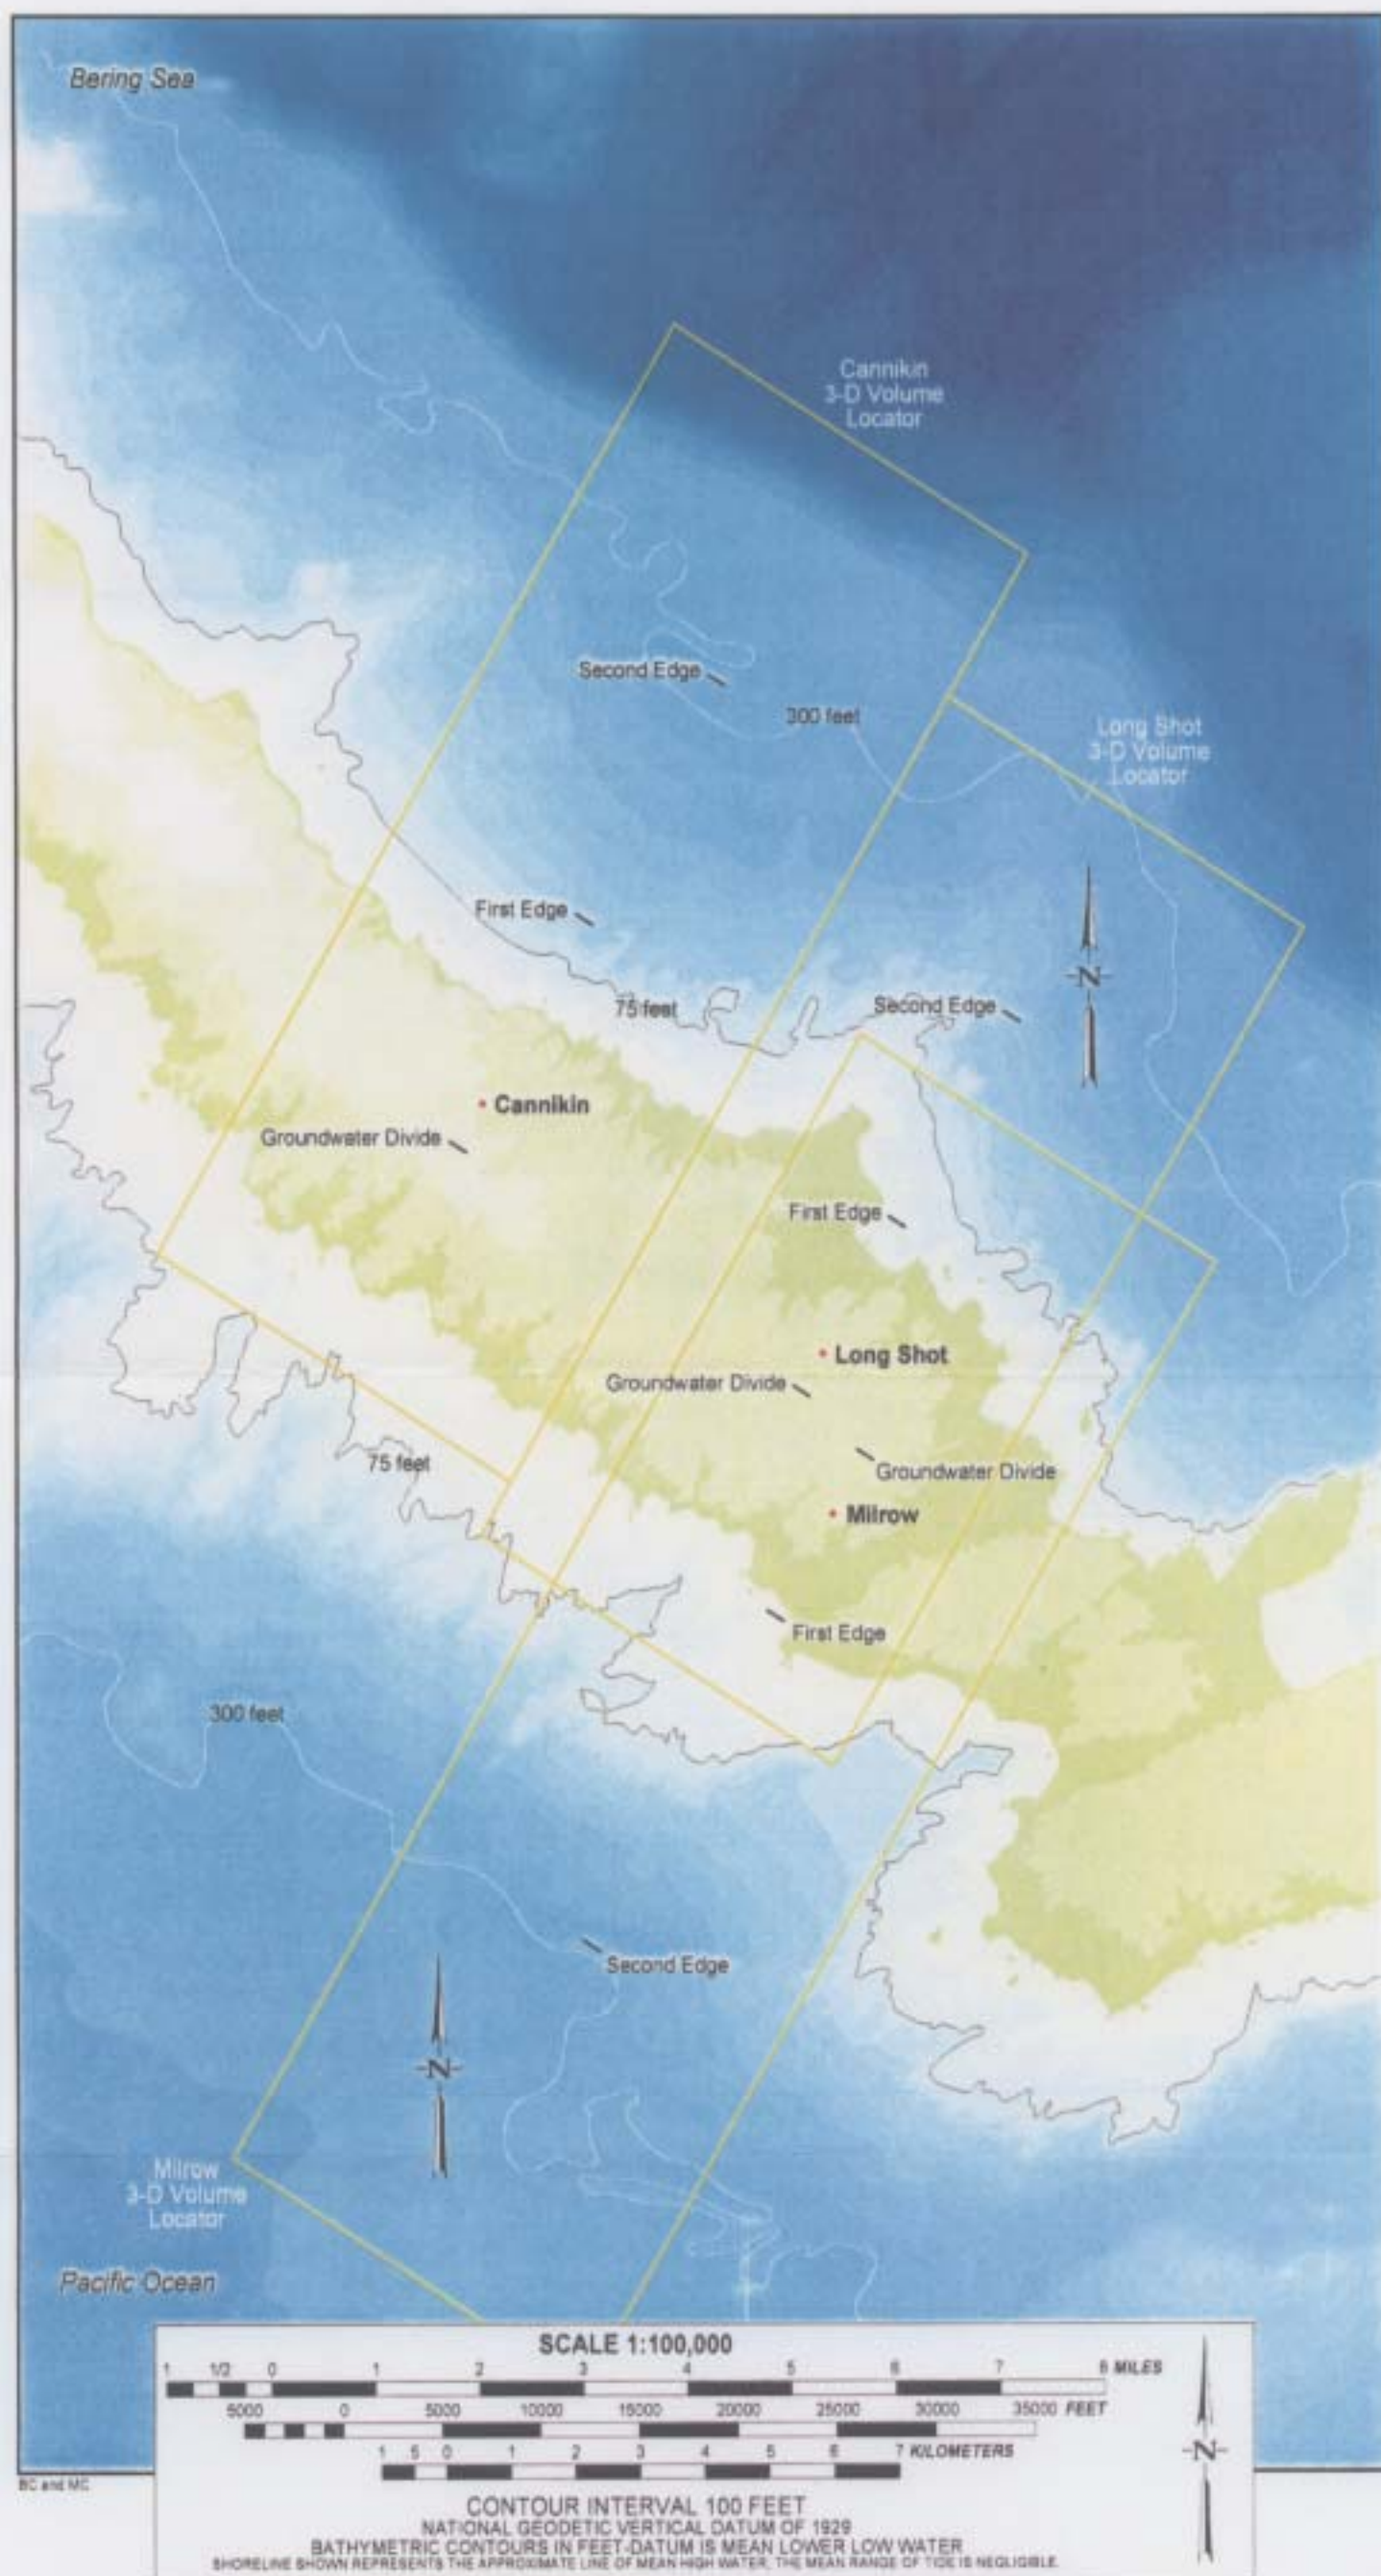 Bering Sea
Cannikin
3-D Volume
Locator
Second Edge
300 feet
Long Shot
3-D Volume
Locator
First Edge
75 feet
Second Edge
N
Cannikin
Groundwater Divide
First Edge
Long Shot
Groundwater Divide
Groundwater Divide
75 feet
Milrow
First Edge
300 feet
Second Edge
N
Milrow
3-D Volume
Locator
Pacific Ocean
SCALE 1:100,000
1 1/2 0 1 2 3 4 5 6 7 8 MILES
5000 0 5000 10000 15000 20000 25000 30000 35000 FEET
1 5 0 1 2 3 4 5 6 7 KILOMETERS
N
BC and MC
CONTOUR INTERVAL 100 FEET
NATIONAL GEODETIC VERTICAL DATUM OF 1929
BATHYMETRIC CONTOURS IN FEET-DATUM IS MEAN LOWER LOW WATER
SHORELINE SHOWN REPRESENTS THE APPROXIMATE LINE OF MEAN HIGH WATER. THE MEAN RANGE OF TIDE IS NEGLIGIBLE.